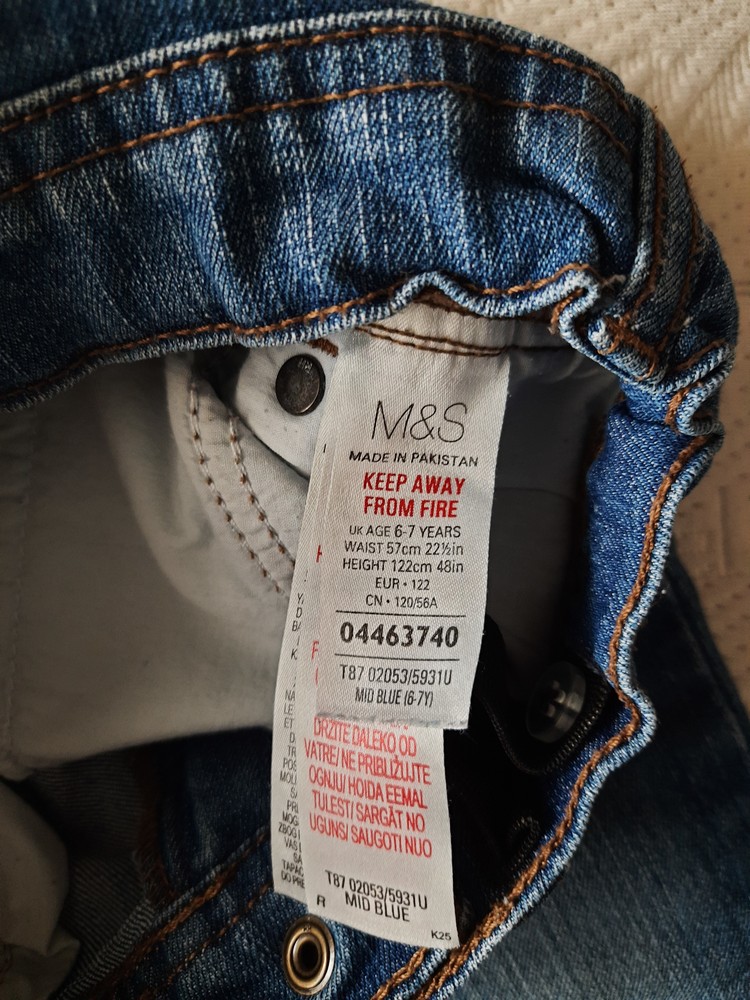 M&S
MADE IN PAKISTAN
KEEP AWAY
FROM FIRE
UK AGE 6-7 YEARS
WAIST 57cm 22½in
HEIGHT 122cm 48in
EUR • 122
CN • 120/56A
04463740
T87 02053/5931U
MID BLUE (6-7Y)
DRŽITE DALEKO OD
VATRE/ NE PRIBLIŽUJTE
OGNJU/ HOIDA EEMAL
TULEST/ SARGĀT NO
UGUNS/ SAUGOTI NUO
T87 02053/5931U
MID BLUE
R
K25